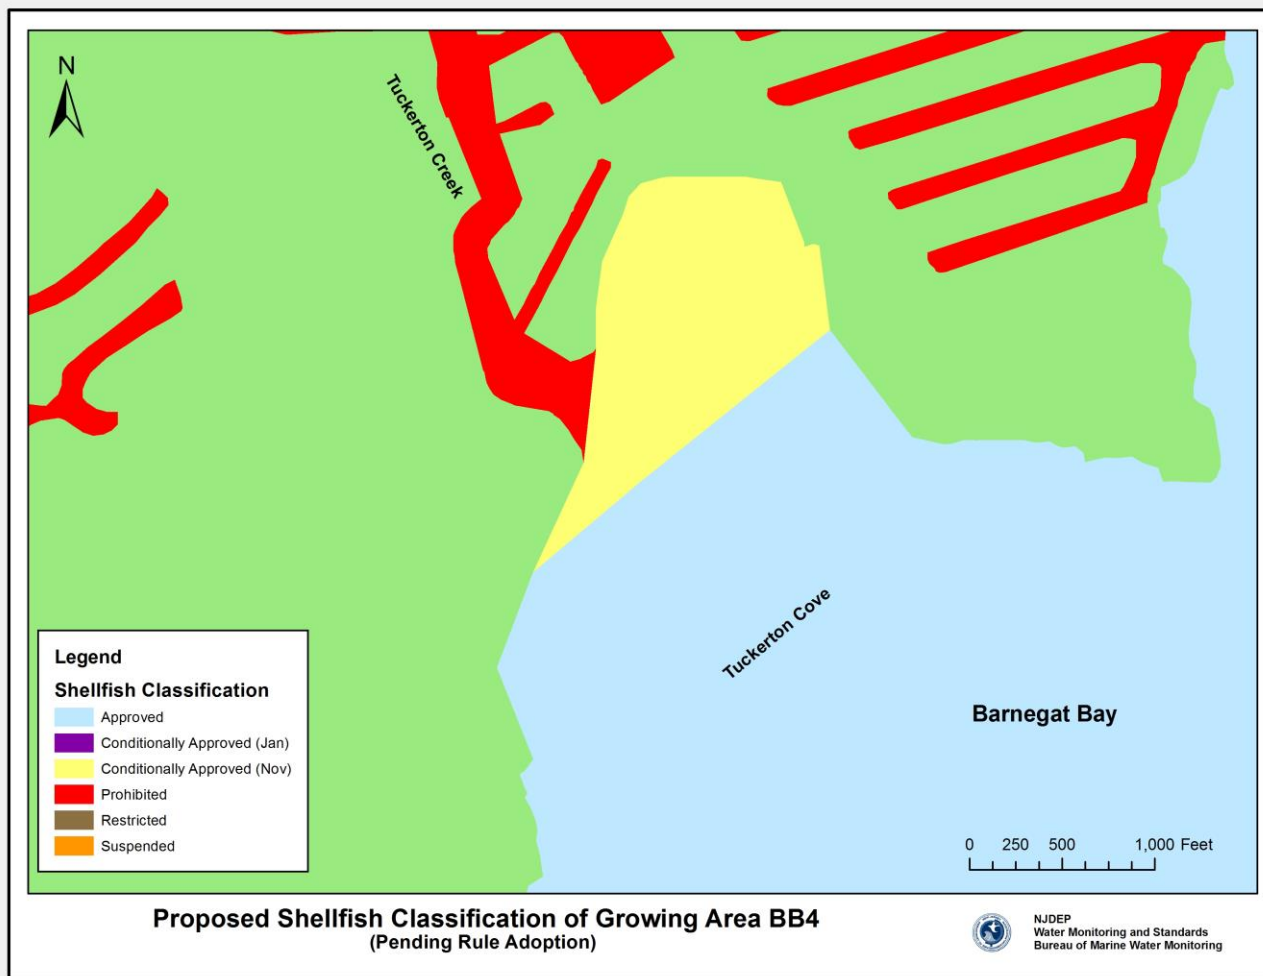 N
Tuckerton Creek
Tuckerton Cove
Barnegat Bay
Legend
Shellfish Classification
Approved
Conditionally Approved (Jan)
Conditionally Approved (Nov)
Prohibited
Restricted
Suspended
0 250 500 1,000 Feet
Proposed Shellfish Classification of Growing Area BB4
(Pending Rule Adoption)
NJDEP
Water Monitoring and Standards
Bureau of Marine Water Monitoring